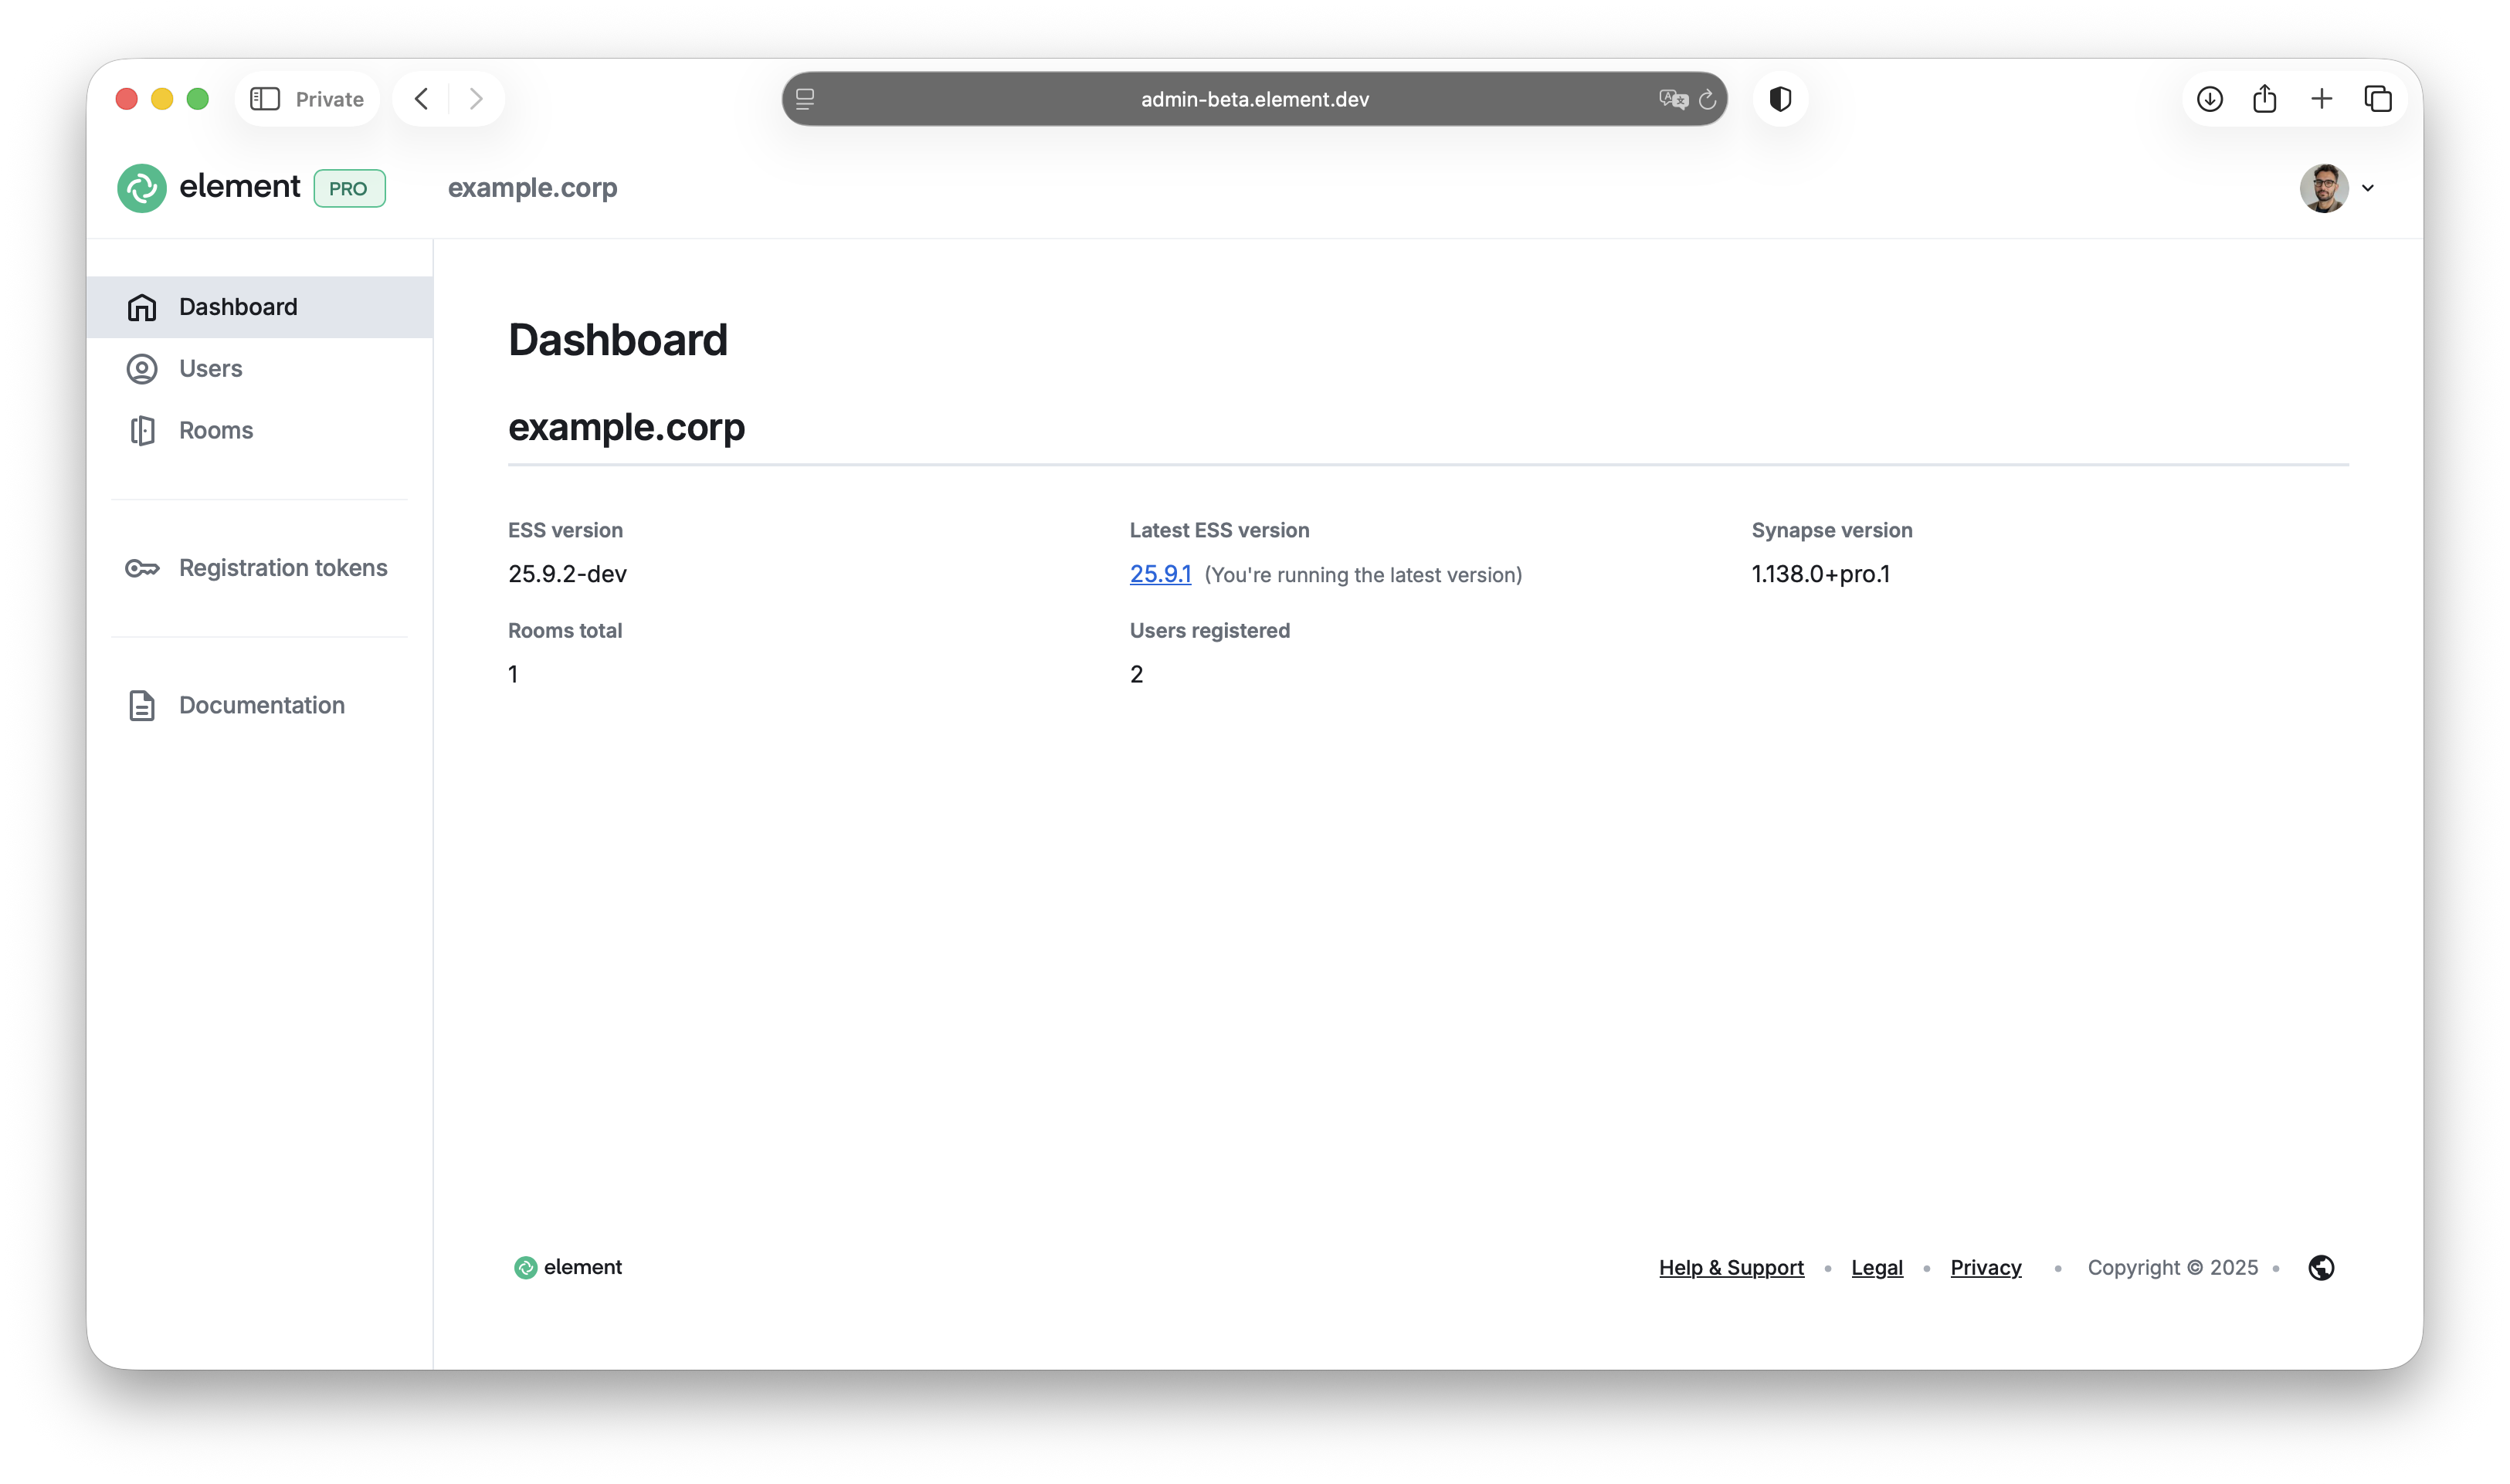 Private
admin-beta.element.dev
element PRO
example.corp
Dashboard
Users
Rooms
Registration tokens
Documentation
Dashboard
example.corp
ESS version
25.9.2-dev
Latest ESS version
25.9.1 (You're running the latest version)
Synapse version
1.138.0+pro.1
Rooms total
1
Users registered
2
element
Help & Support • Legal • Privacy • Copyright © 2025 •